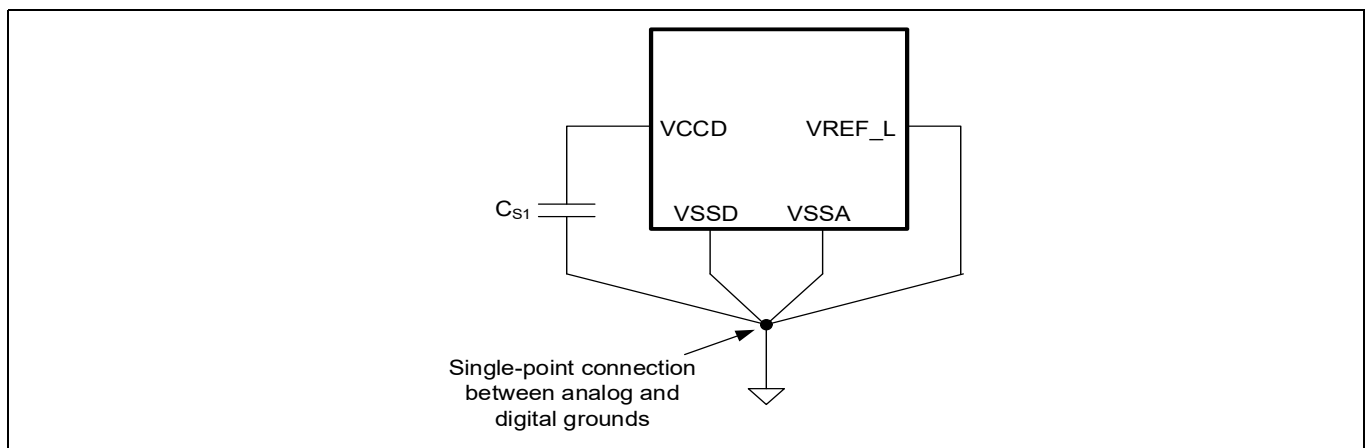 VCCD
VREF_L
CS1
VSSD
VSSA
Single-point connection
between analog and
digital grounds